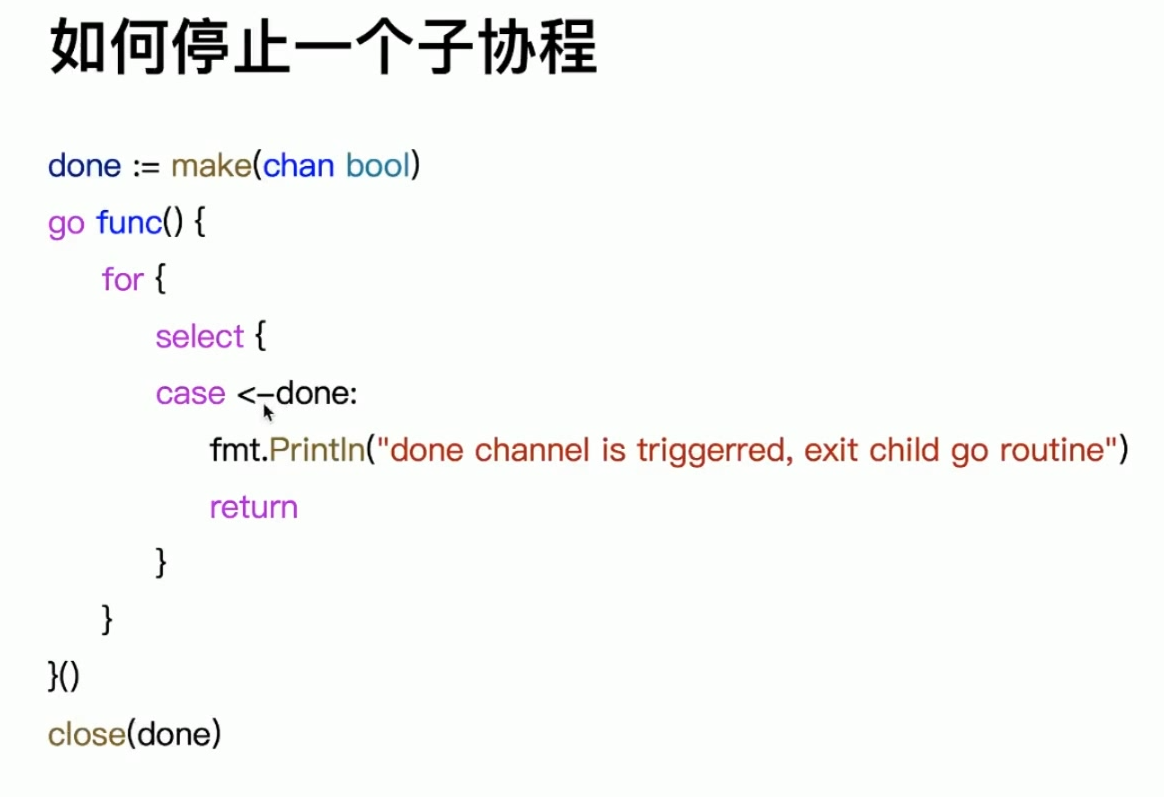 如何停止一个子协程
done := make(chan bool)
go func() {
for {
select {
case <-done:
fmt.Println("done channel is triggerred, exit child go routine")
return
}
}
}()
close(done)